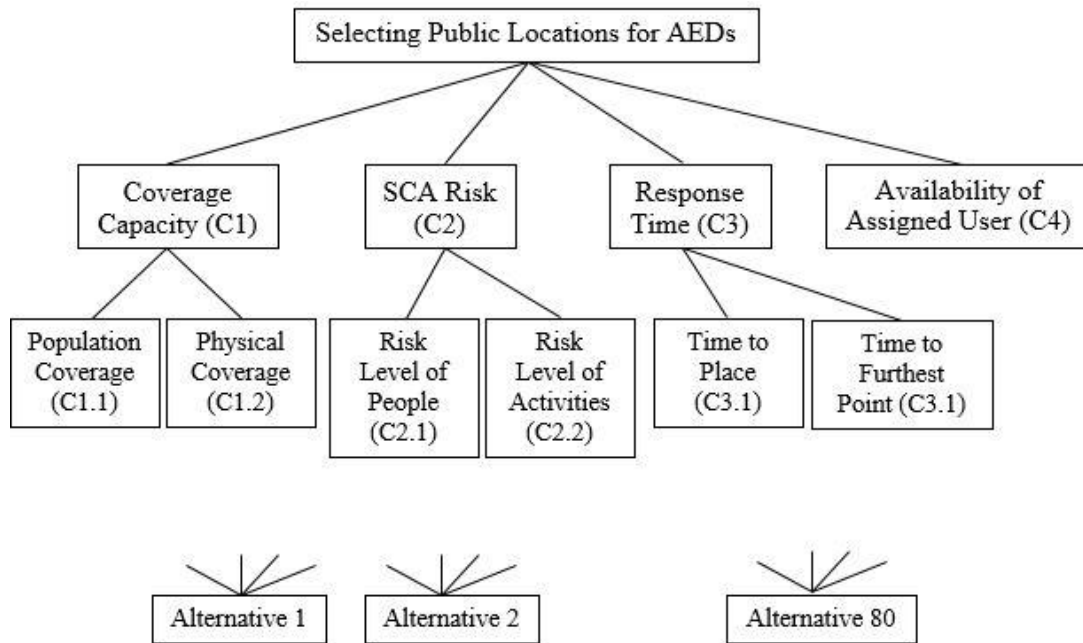 Selecting Public Locations for AEDs
Coverage
Capacity (C1)
SCA Risk
(C2)
Response
Time (C3)
Availability of
Assigned User (C4)
Population
Coverage
(C1.1)
Physical
Coverage
(C1.2)
Risk
Level of
People
(C2.1)
Risk
Level of
Activities
(C2.2)
Time to
Place
(C3.1)
Time to
Furthest
Point (C3.1)
Alternative 1
Alternative 2
Alternative 80